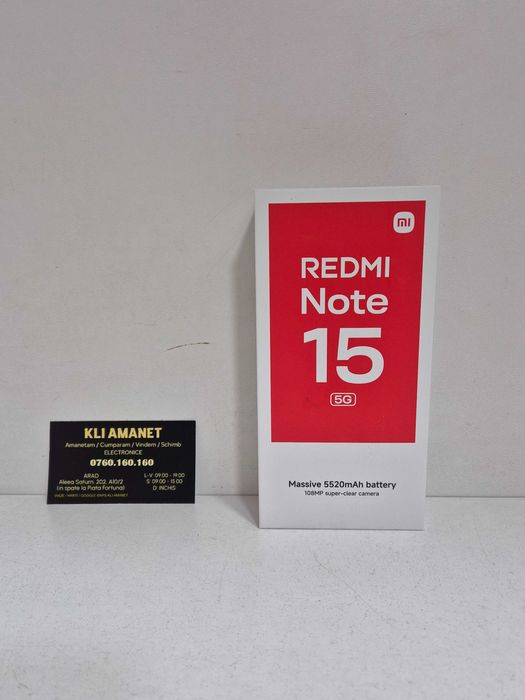 mi
REDMI
Note
15
5G
Massive 5520mAh battery
108MP super-clear camera
KLI AMANET
Amanetam / Cumparam / Vindem / Schimb
ELECTRONICE
0760.160.160
ARAD
Aleea Saturn, 202, A10/2
(in spate la Piata Fortuna)
L-V 09:00 - 19:00
S: 09:00 - 15:00
D: INCHIS